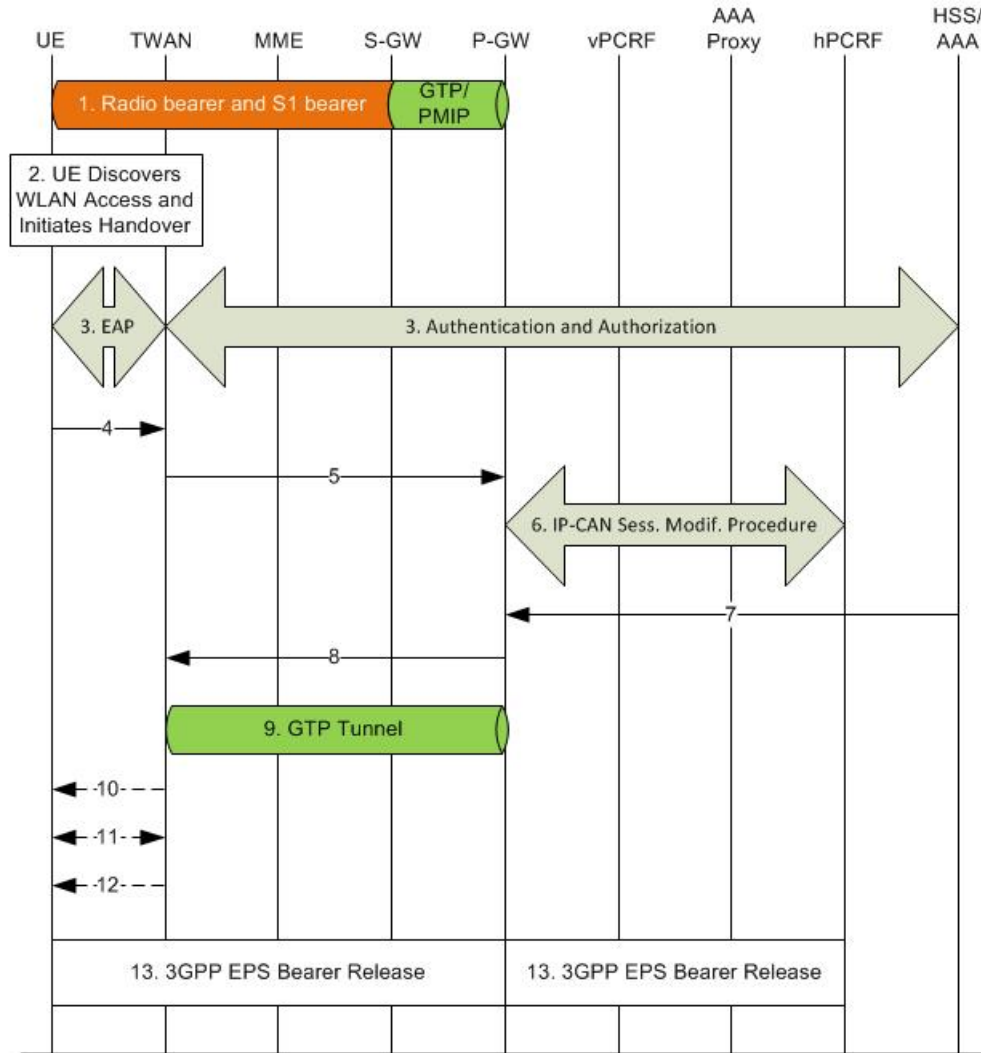 UE
TWAN
MME
S-GW
P-GW
vPCRF
AAA
Proxy
hPCRF
HSS/
AAA
1. Radio bearer and S1 bearer
GTP/
PMIP
2. UE Discovers
WLAN Access and
Initiates Handover
3. EAP
3. Authentication and Authorization
4
5
6. IP-CAN Sess. Modif. Procedure
7
8
9. GTP Tunnel
10
11
12
13. 3GPP EPS Bearer Release
13. 3GPP EPS Bearer Release